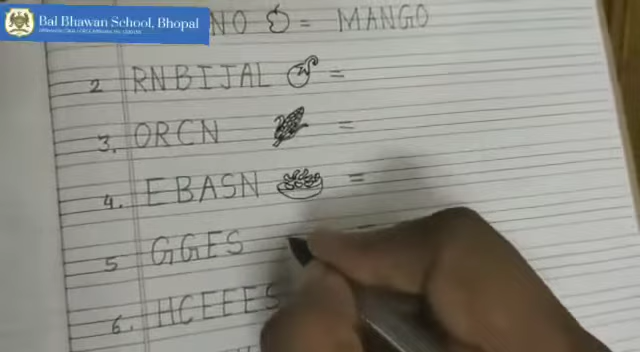 Bal Bhawan School, Bhopal
NO = MANGO
2 RNBIJAL =
3. ORCN =
4. EBASN =
5 GGES
6. HCEEES